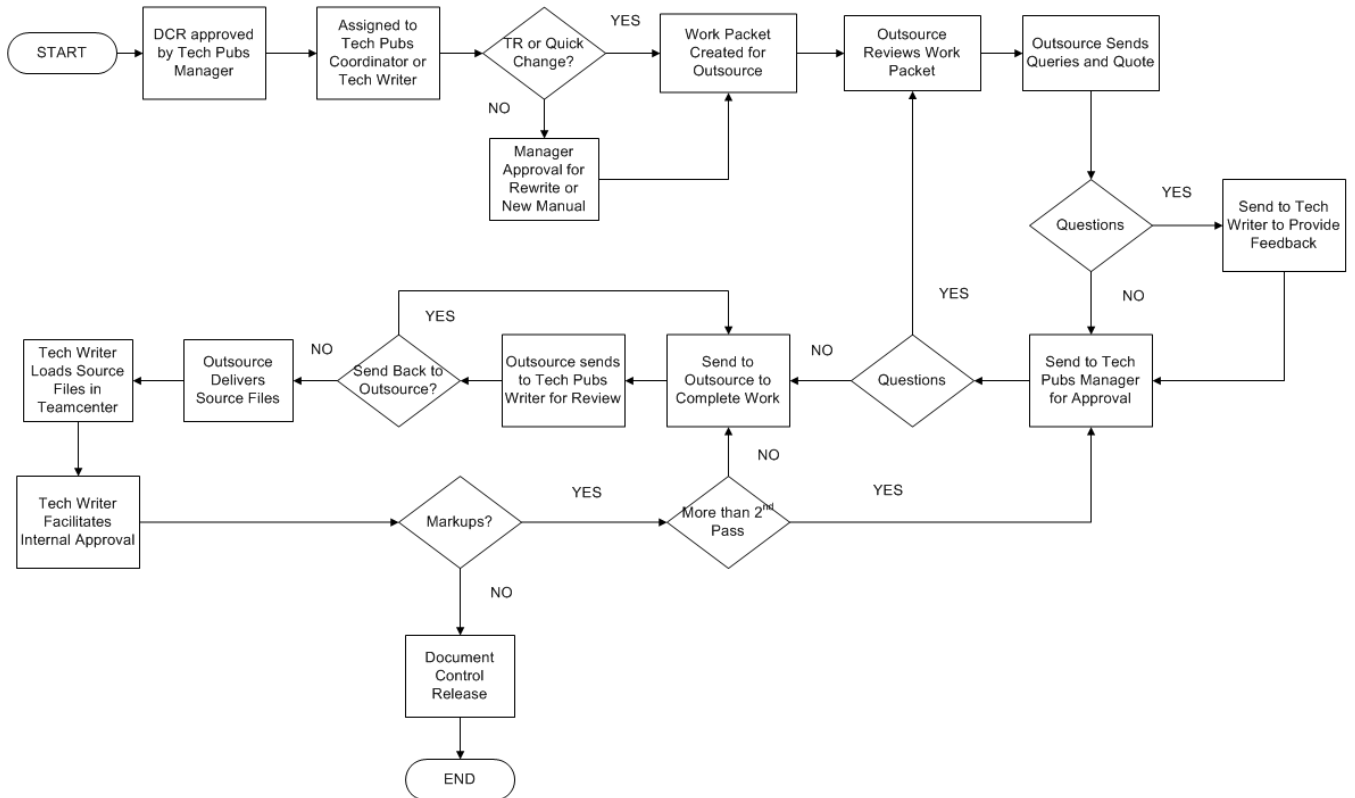 START
DCR approved
by Tech Pubs
Manager
Assigned to
Tech Pubs
Coordinator or
Tech Writer
TR or Quick
Change?
YES
NO
Manager
Approval for
Rewrite or
New Manual
Work Packet
Created for
Outsource
Outsource
Reviews Work
Packet
Outsource Sends
Queries and Quote
Questions
YES
NO
Send to Tech
Writer to Provide
Feedback
Send to Tech
Pubs Manager
for Approval
Questions
YES
NO
Send to
Outsource to
Complete Work
Outsource sends
to Tech Pubs
Writer for Review
Send Back to
Outsource?
YES
NO
Outsource
Delivers
Source Files
Tech Writer
Loads Source
Files in
Teamcenter
Tech Writer
Facilitates
Internal Approval
Markups?
YES
NO
More than 2nd
Pass
NO
YES
Document
Control
Release
END